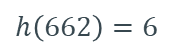 h(662) = 6